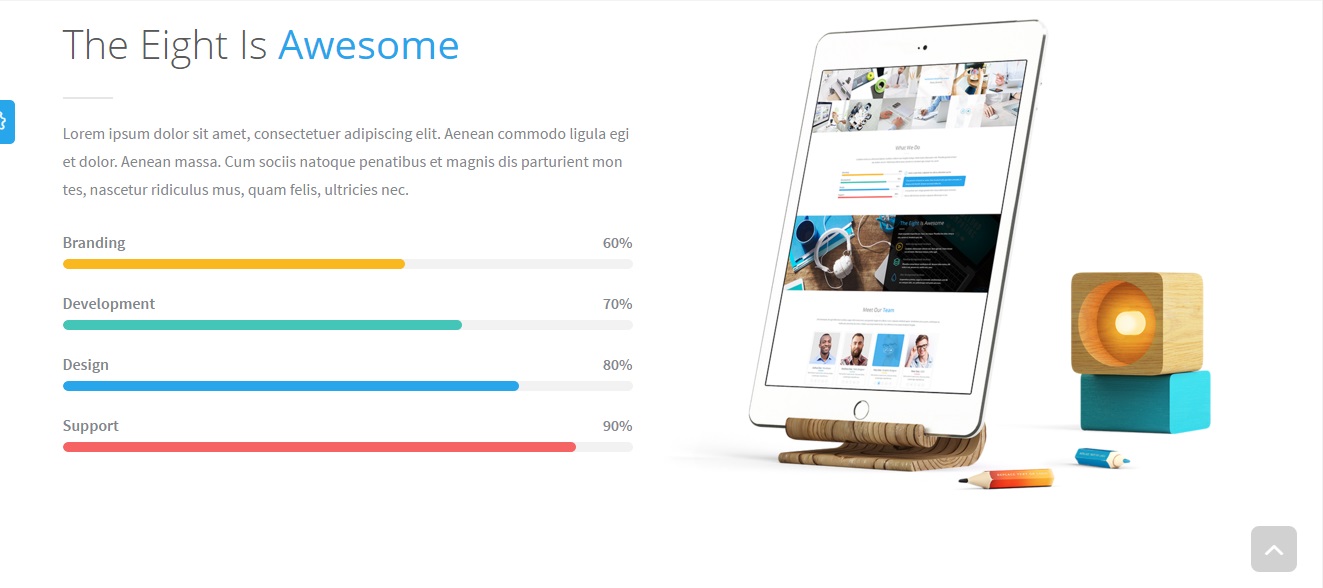 The Eight Is Awesome
Lorem ipsum dolor sit amet, consectetuer adipiscing elit. Aenean commodo ligula egi
et dolor. Aenean massa. Cum sociis natoque penatibus et magnis dis parturient mon
tes, nascetur ridiculus mus, quam felis, ultricies nec.
Branding 60%
Development 70%
Design 80%
Support 90%
What We Do
The Eight Is Awesome
Meet Our Team